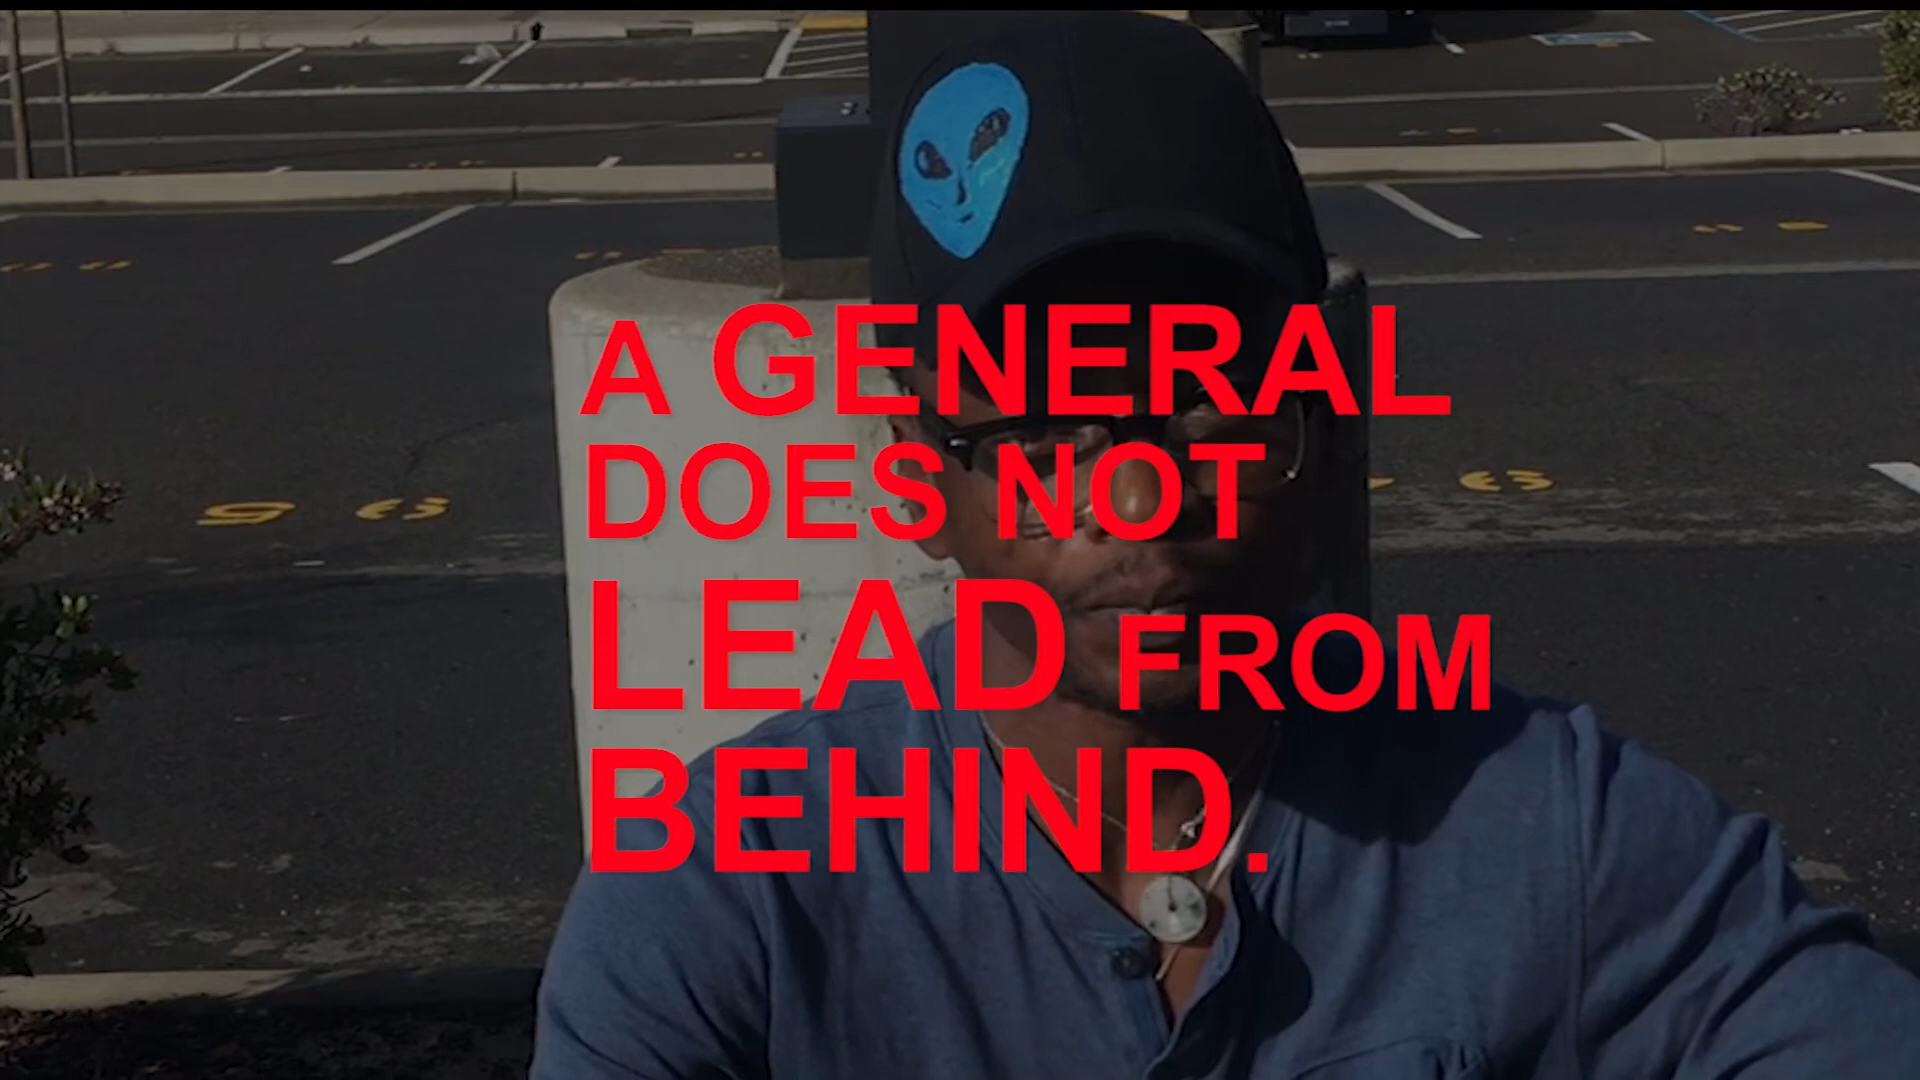 A GENERAL
DOES NOT
LEAD FROM
BEHIND.